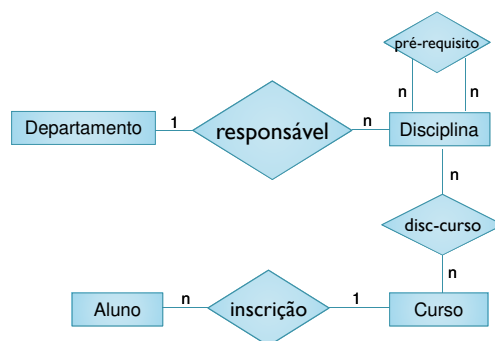 pré-requisito
n n
Departamento 1 responsável n Disciplina
n
disc-curso
n
Aluno n inscrição 1 Curso